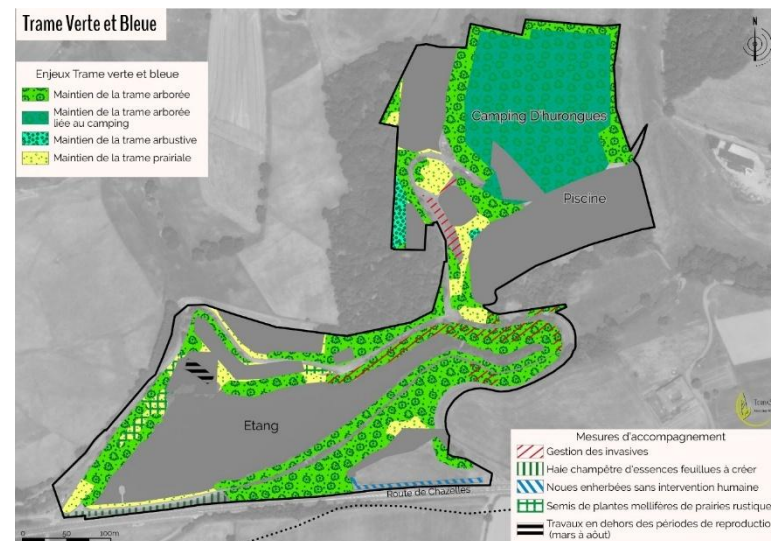 Trame Verte et Bleue
N
Enjeux Trame verte et bleue
Maintien de la trame arborée
Maintien de la trame arborée
liée au camping
Maintien de la trame arbustive
Maintien de la trame prairiale
Camping D'hurongues
Piscine
Etang
Route de Chazelles
Mesures d'accompagnement
Gestion des invasives
Haie champêtre d'essences feuillues à créer
Noues enherbées sans intervention humaine
Semis de plantes mellifères de prairies rustique
Travaux en dehors des périodes de reproductio
(mars à aôut)
0 50 100m